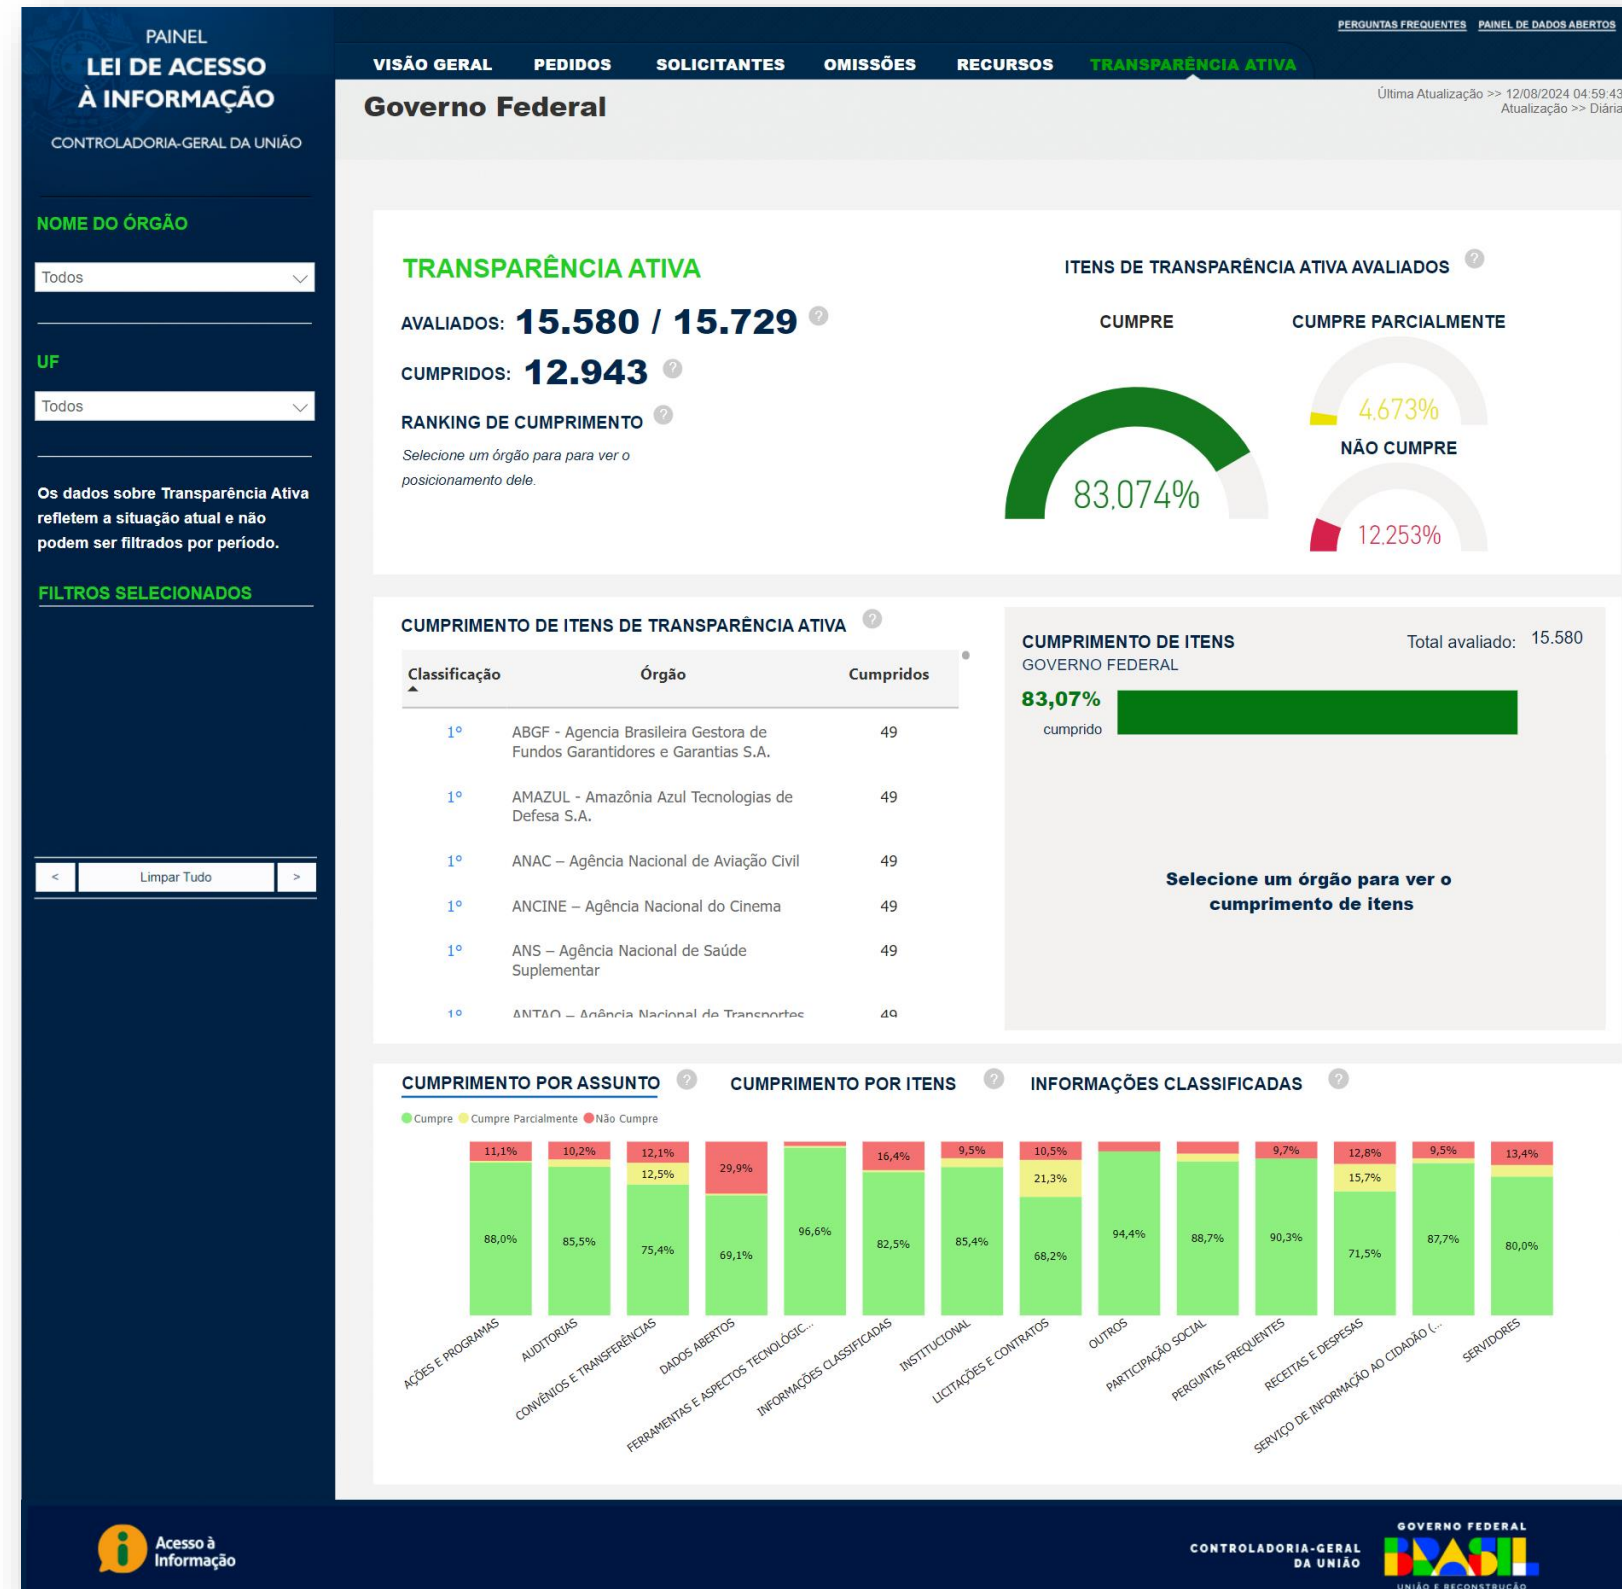 PERGUNTAS FREQUENTES PAINEL DE DADOS ABERTOS
PAINEL
LEI DE ACESSO
À INFORMAÇÃO
CONTROLADORIA-GERAL DA UNIÃO
VISÃO GERAL PEDIDOS SOLICITANTES OMISSÕES RECURSOS TRANSPARÊNCIA ATIVA
Governo Federal
Última Atualização >> 12/08/2024 04:59:43
Atualização >> Diária
NOME DO ÓRGÃO
Todos
UF
Todos
Os dados sobre Transparência Ativa
refletem a situação atual e não
podem ser filtrados por período.
FILTROS SELECIONADOS
< Limpar Tudo >
TRANSPARÊNCIA ATIVA
AVALIADOS: 15.580 / 15.729 ?
CUMPRIDOS: 12.943 ?
RANKING DE CUMPRIMENTO ?
Selecione um órgão para para ver o
posicionamento dele.
ITENS DE TRANSPARÊNCIA ATIVA AVALIADOS ?
CUMPRE
83,074%
CUMPRE PARCIALMENTE
4,673%
NÃO CUMPRE
12,253%
CUMPRIMENTO DE ITENS DE TRANSPARÊNCIA ATIVA ?
Classificação Órgão Cumpridos
1º ABGF - Agencia Brasileira Gestora de 49
Fundos Garantidores e Garantias S.A.
1º AMAZUL - Amazônia Azul Tecnologias de 49
Defesa S.A.
1º ANAC – Agência Nacional de Aviação Civil 49
1º ANCINE – Agência Nacional do Cinema 49
1º ANS – Agência Nacional de Saúde 49
Suplementar
1º ANTAQ – Agência Nacional de Transportes 49
CUMPRIMENTO DE ITENS Total avaliado: 15.580
GOVERNO FEDERAL
83,07%
cumprido
Selecione um órgão para ver o
cumprimento de itens
CUMPRIMENTO POR ASSUNTO ? CUMPRIMENTO POR ITENS ? INFORMAÇÕES CLASSIFICADAS ?
Cumpre Cumpre Parcialmente Não Cumpre
11,1% 10,2% 12,1% 29,9% 16,4% 9,5% 10,5% 9,7% 12,8% 9,5% 13,4%
12,5% 21,3% 15,7%
88,0% 85,5% 75,4% 69,1% 96,6% 82,5% 85,4% 68,2% 94,4% 88,7% 90,3% 71,5% 87,7% 80,0%
AÇÕES E PROGRAMAS
AUDITORIAS
CONVÊNIOS E TRANSFERÊNCIAS
DADOS ABERTOS
FERRAMENTAS E ASPECTOS TECNOLÓGIC...
INFORMAÇÕES CLASSIFICADAS
INSTITUCIONAL
LICITAÇÕES E CONTRATOS
OUTROS
PARTICIPAÇÃO SOCIAL
PERGUNTAS FREQUENTES
RECEITAS E DESPESAS
SERVIÇO DE INFORMAÇÃO AO CIDADÃO (...
SERVIDORES
Acesso à
Informação
CONTROLADORIA-GERAL
DA UNIÃO
GOVERNO FEDERAL
BRASIL
UNIÃO E RECONSTRUÇÃO